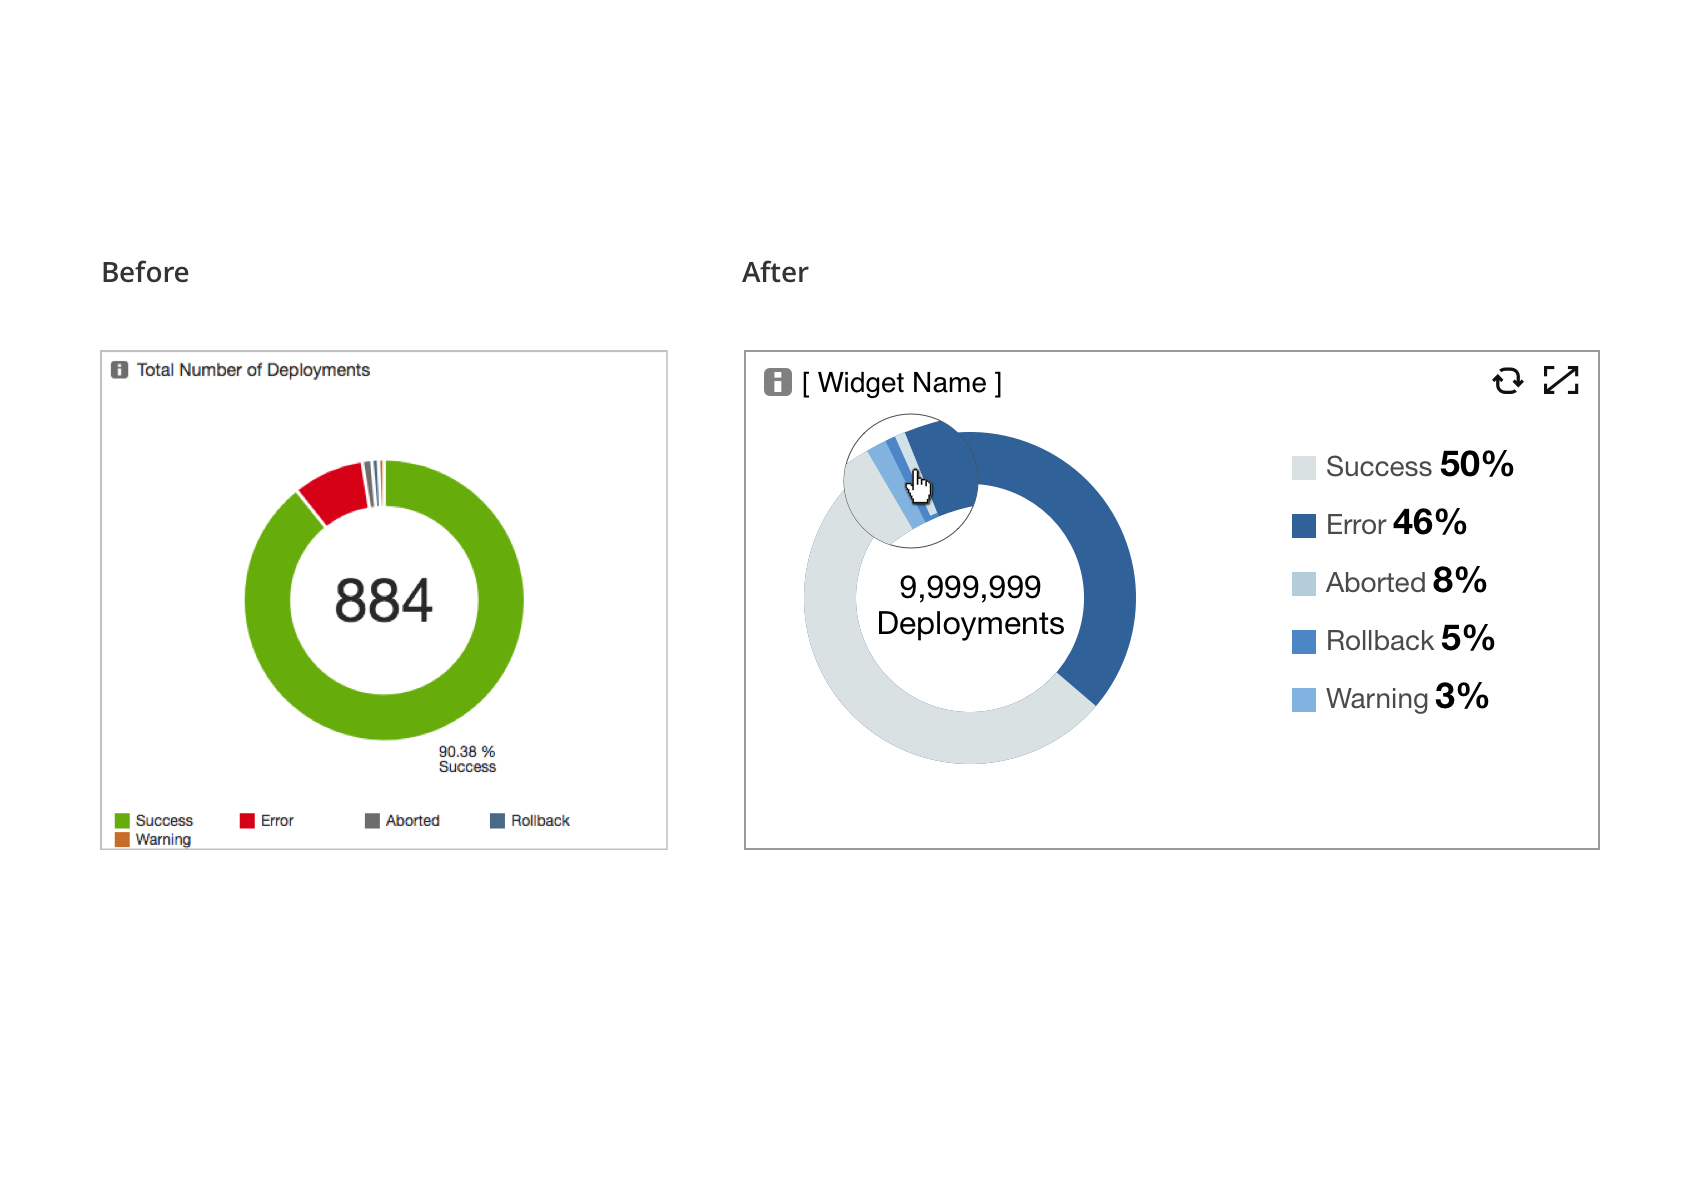 Before
After
Total Number of Deployments
884
90.38 %
Success
Success
Error
Aborted
Rollback
Warning
[ Widget Name ]
9,999,999
Deployments
Success 50%
Error 46%
Aborted 8%
Rollback 5%
Warning 3%